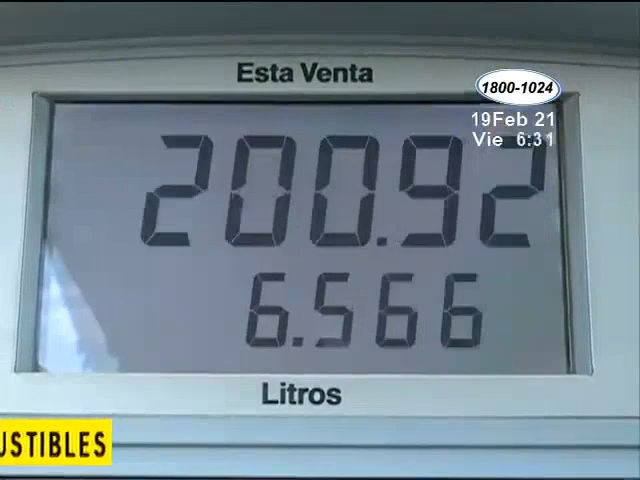 Esta Venta
1800-1024
19Feb 21
Vie 6:31
200.92
6.566
Litros
USTIBLES